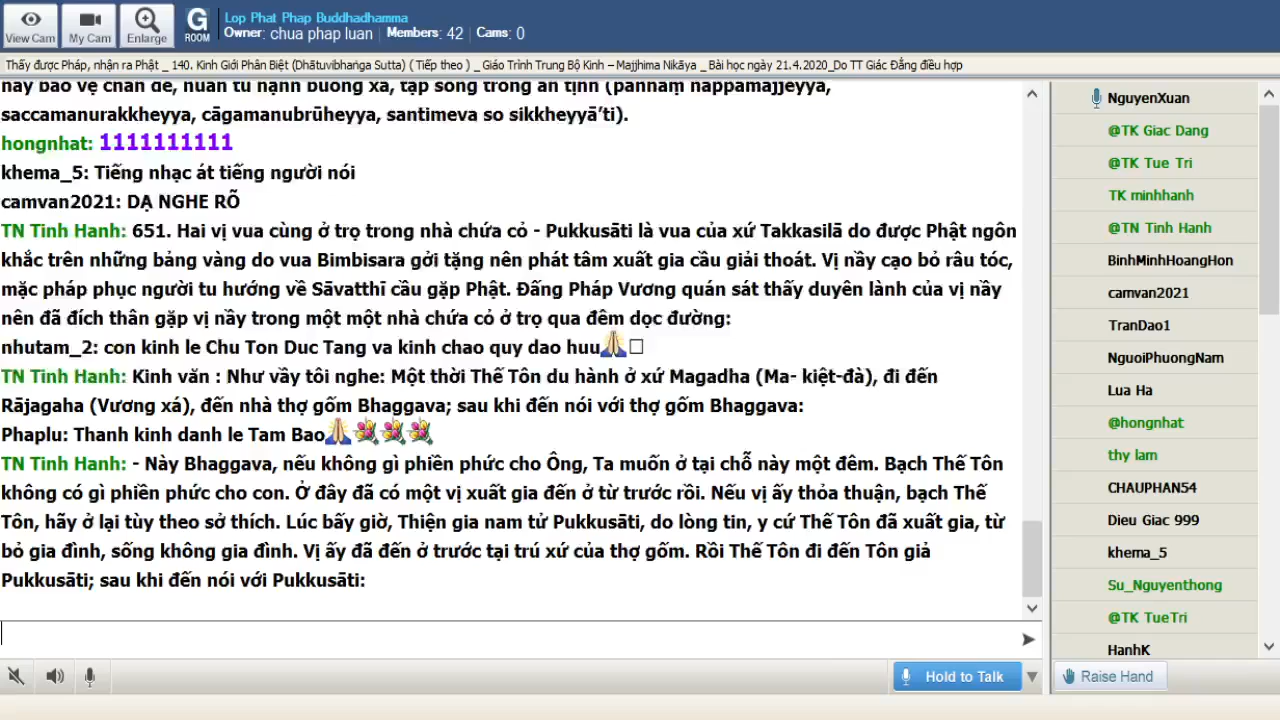 View Cam
My Cam
Enlarge
G
ROOM
Lop Phat Phap Buddhadhamma
Owner: chua phap luan Members: 42 Cams: 0
Thấy được Pháp, nhận ra Phật _ 140. Kinh Giới Phân Biệt (Dhātuvibhaṅga Sutta) ( Tiếp theo ) _ Giáo Trình Trung Bộ Kinh – Majjhima Nikāya _ Bài học ngày 21.4.2020_Do TT Giác Đẳng điều hợp
hãy bảo vệ chân đế, huân tu hạnh buông xả, tập sống trong an tịnh (paññaṃ nappamajjeyya,
saccamanurakkheyya, cāgamanubrūheyya, santimeva so sikkheyyā’ti).
hongnhat: 1111111111
khema_5: Tiếng nhạc át tiếng người nói
camvan2021: DẠ NGHE RÕ
TN Tinh Hanh: 651. Hai vị vua cùng ở trọ trong nhà chứa cỏ - Pukkusāti là vua của xứ Takkasilā do được Phật ngôn
khắc trên những bảng vàng do vua Bimbisara gởi tặng nên phát tâm xuất gia cầu giải thoát. Vị nầy cạo bỏ râu tóc,
mặc pháp phục người tu hướng về Sāvatthī cầu gặp Phật. Đấng Pháp Vương quán sát thấy duyên lành của vị nầy
nên đã đích thân gặp vị nầy trong một một nhà chứa cỏ ở trọ qua đêm dọc đường:
nhutam_2: con kinh le Chu Ton Duc Tang va kinh chao quy dao huu🙏□
TN Tinh Hanh: Kinh văn : Như vầy tôi nghe: Một thời Thế Tôn du hành ở xứ Magadha (Ma- kiệt-đà), đi đến
Rājagaha (Vương xá), đến nhà thợ gốm Bhaggava; sau khi đến nói với thợ gốm Bhaggava:
Phaplu: Thanh kinh danh le Tam Bao🙏💐💐💐
TN Tinh Hanh: - Này Bhaggava, nếu không gì phiền phức cho Ông, Ta muốn ở tại chỗ này một đêm. Bạch Thế Tôn
không có gì phiền phức cho con. Ở đây đã có một vị xuất gia đến ở từ trước rồi. Nếu vị ấy thỏa thuận, bạch Thế
Tôn, hãy ở lại tùy theo sở thích. Lúc bấy giờ, Thiện gia nam tử Pukkusāti, do lòng tin, y cứ Thế Tôn đã xuất gia, từ
bỏ gia đình, sống không gia đình. Vị ấy đã đến ở trước tại trú xứ của thợ gốm. Rồi Thế Tôn đi đến Tôn giả
Pukkusāti; sau khi đến nói với Pukkusāti:
NguyenXuan
@TK Giac Dang
@TK Tue Tri
TK minhhanh
@TN Tinh Hanh
BinhMinhHoangHon
camvan2021
TranDao1
NguoiPhuongNam
Lua Ha
@hongnhat
thy lam
CHAUPHAN54
Dieu Giac 999
khema_5
Su_Nguyenthong
@TK TueTri
HanhK
Hold to Talk
Raise Hand